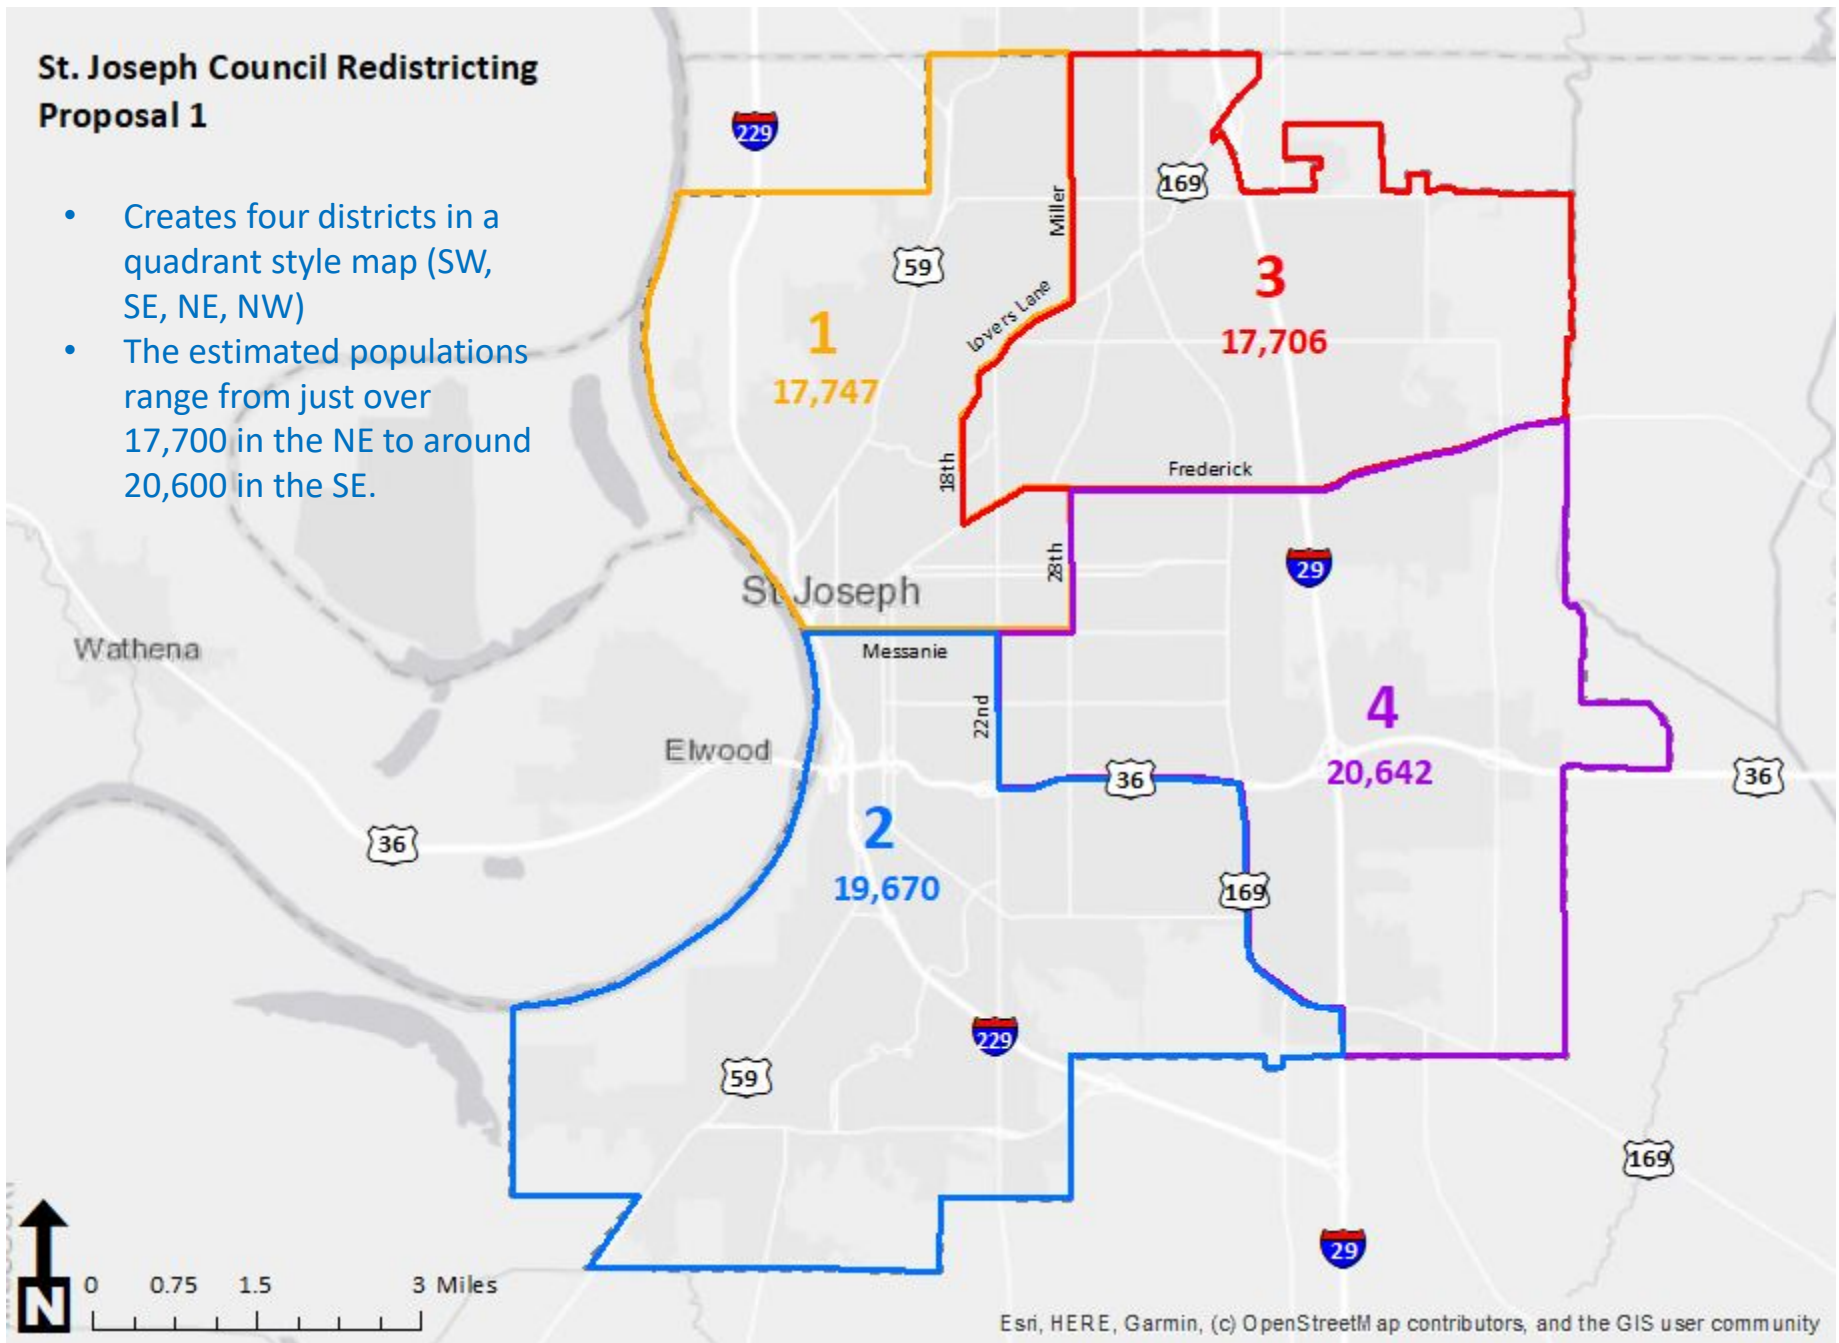 St. Joseph Council Redistricting
Proposal 1
• Creates four districts in a
quadrant style map (SW,
SE, NE, NW)
• The estimated populations
range from just over
17,700 in the NE to around
20,600 in the SE.
229
169
Miller
59
Lovers Lane
3
17,706
1
17,747
18th
Frederick
28th
29
St Joseph
Wathena
Messanie
22nd
4
20,642
Elwood
36
36
36
2
19,670
169
229
59
169
29
N
0 0.75 1.5 3 Miles
Esri, HERE, Garmin, (c) OpenStreetMap contributors, and the GIS user community